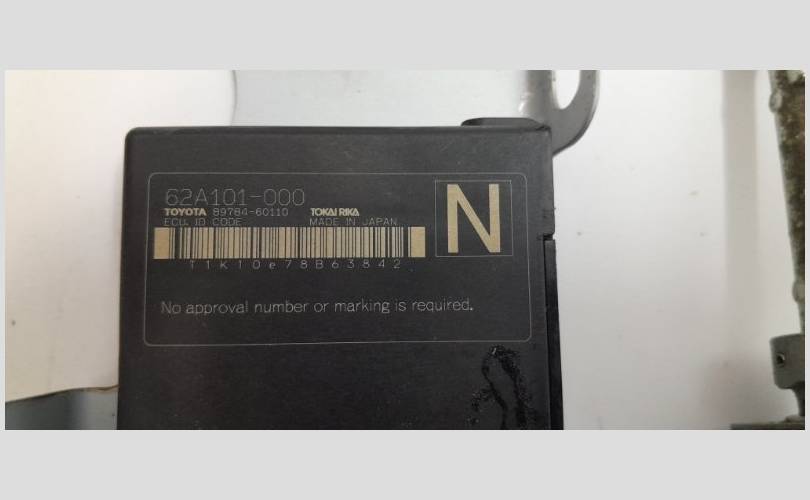 62A101-000
TOYOTA 89784-60110 TOKAI RIKA
ECU, ID CODE MADE IN JAPAN
N
11K10e78B63842
No approval number or marking is required.